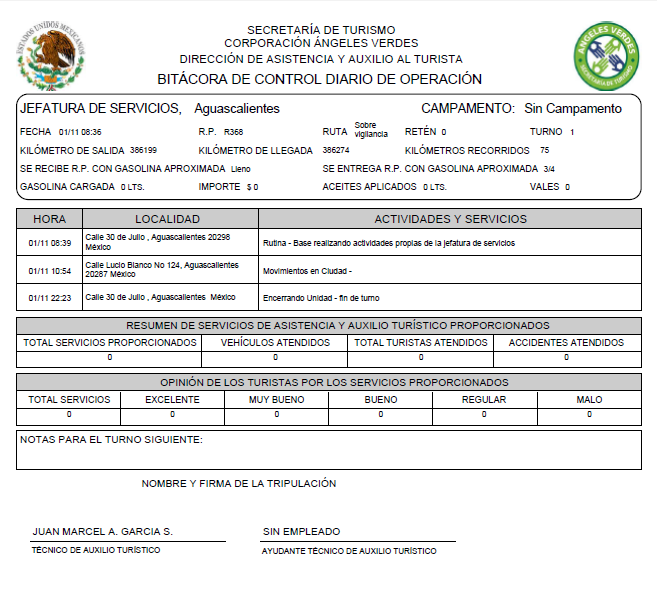 ESTADOS UNIDOS MEXICANOS
SECRETARÍA DE TURISMO
CORPORACIÓN ÁNGELES VERDES
DIRECCIÓN DE ASISTENCIA Y AUXILIO AL TURISTA
BITÁCORA DE CONTROL DIARIO DE OPERACIÓN
ÁNGELES VERDES
SECRETARÍA DE TURISMO
JEFATURA DE SERVICIOS, Aguascalientes CAMPAMENTO: Sin Campamento
FECHA 01/11 08:36 R.P. R368 RUTA Sobre vigilancia RETÉN 0 TURNO 1
KILÓMETRO DE SALIDA 386199 KILÓMETRO DE LLEGADA 386274 KILÓMETROS RECORRIDOS 75
SE RECIBE R.P. CON GASOLINA APROXIMADA Lleno SE ENTREGA R.P. CON GASOLINA APROXIMADA 3/4
GASOLINA CARGADA 0 LTS. IMPORTE $ 0 ACEITES APLICADOS 0 LTS. VALES 0
HORA LOCALIDAD ACTIVIDADES Y SERVICIOS
01/11 08:39 Calle 30 de Julio , Aguascalientes 20298 México Rutina - Base realizando actividades propias de la jefatura de servicios
01/11 10:54 Calle Lucio Blanco No 124, Aguascalientes 20287 México Movimientos en Ciudad -
01/11 22:23 Calle 30 de Julio , Aguascalientes México Encerrando Unidad - fin de turno
RESUMEN DE SERVICIOS DE ASISTENCIA Y AUXILIO TURÍSTICO PROPORCIONADOS
TOTAL SERVICIOS PROPORCIONADOS VEHÍCULOS ATENDIDOS TOTAL TURISTAS ATENDIDOS ACCIDENTES ATENDIDOS
0 0 0 0
OPINIÓN DE LOS TURISTAS POR LOS SERVICIOS PROPORCIONADOS
TOTAL SERVICIOS EXCELENTE MUY BUENO BUENO REGULAR MALO
0 0 0 0 0 0
NOTAS PARA EL TURNO SIGUIENTE:
NOMBRE Y FIRMA DE LA TRIPULACIÓN
JUAN MARCEL A. GARCIA S. SIN EMPLEADO
TÉCNICO DE AUXILIO TURÍSTICO AYUDANTE TÉCNICO DE AUXILIO TURÍSTICO